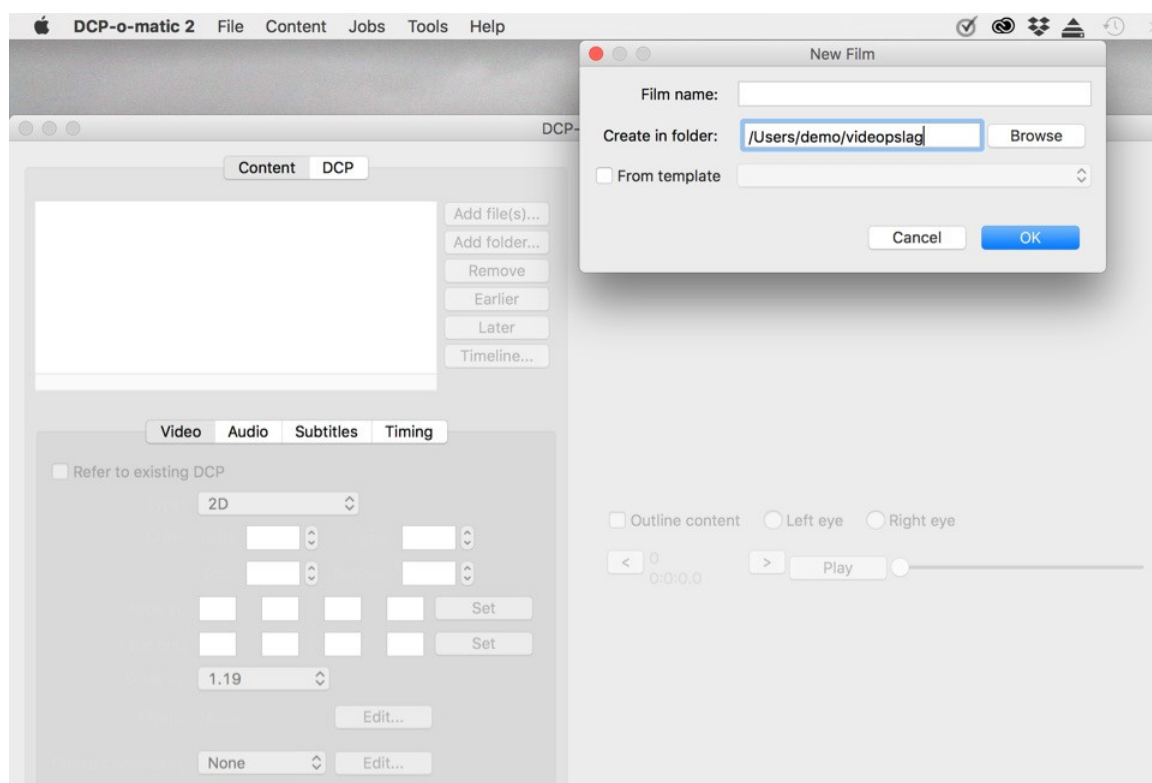 DCP-o-matic 2 File Content Jobs Tools Help
New Film
Film name:
Create in folder: /Users/demo/videopslag Browse
From template
Cancel OK
DCP-
Content DCP
Add file(s)...
Add folder...
Remove
Earlier
Later
Timeline...
Video Audio Subtitles Timing
Refer to existing DCP
2D
Set
Set
1.19
Edit...
None Edit...
Outline content Left eye Right eye
< 0 > Play
0:0:0.0